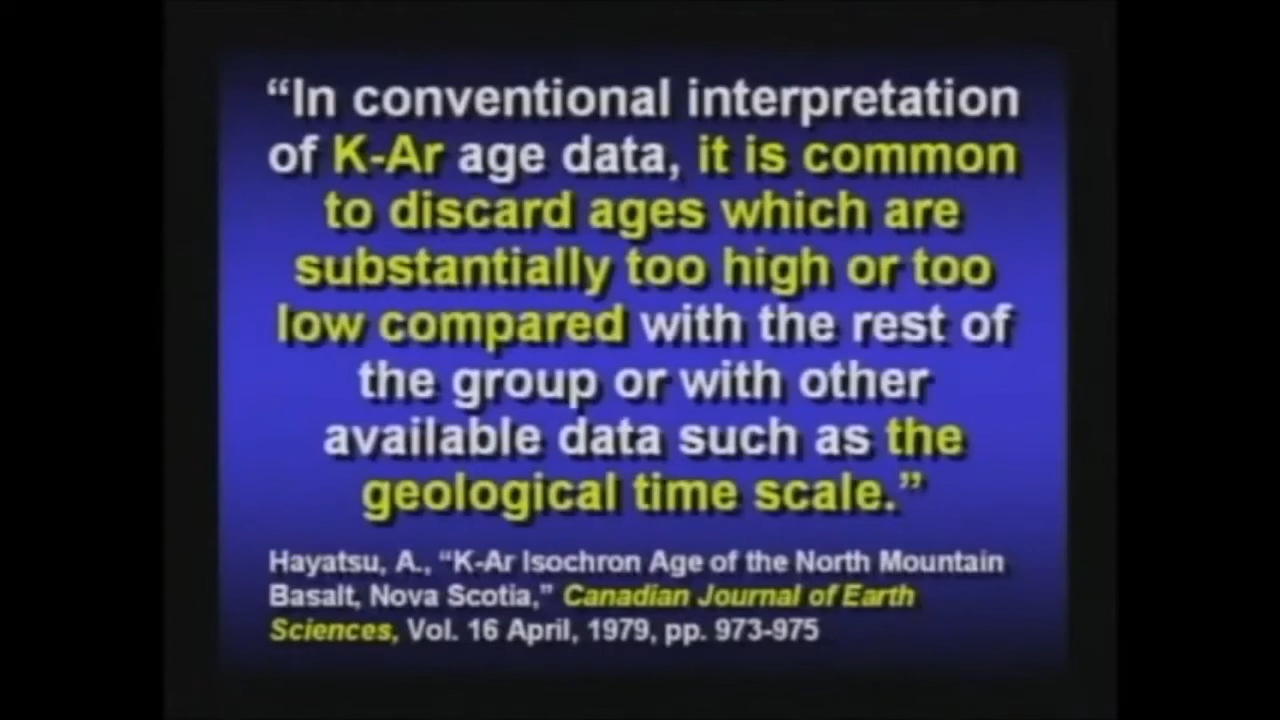 “In conventional interpretation
of K-Ar age data, it is common
to discard ages which are
substantially too high or too
low compared with the rest of
the group or with other
available data such as the
geological time scale.”
Hayatsu, A., “K-Ar Isochron Age of the North Mountain
Basalt, Nova Scotia,” Canadian Journal of Earth
Sciences, Vol. 16 April, 1979, pp. 973-975